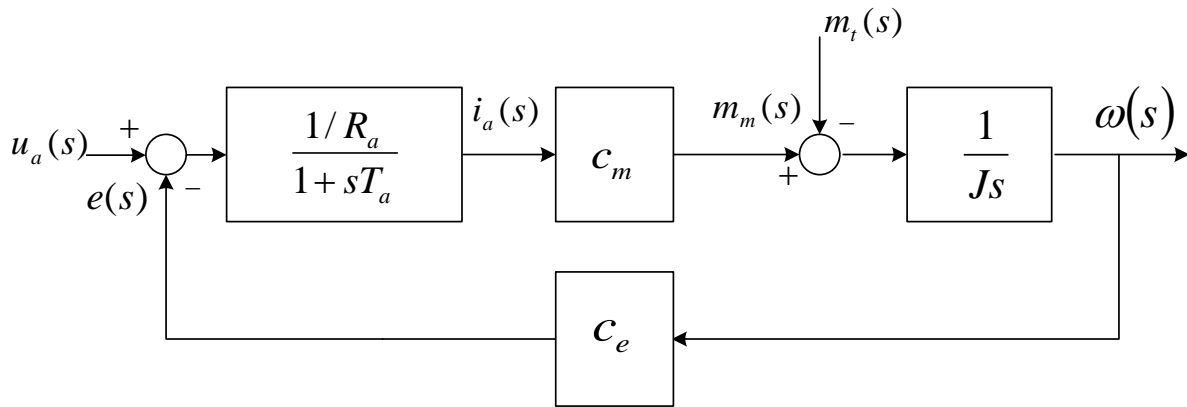 m_t(s)
−
u_a(s)
+
−
e(s)
1/R_a
1+sT_a
i_a(s)
c_m
m_m(s)
+
1
Js
ω(s)
c_e